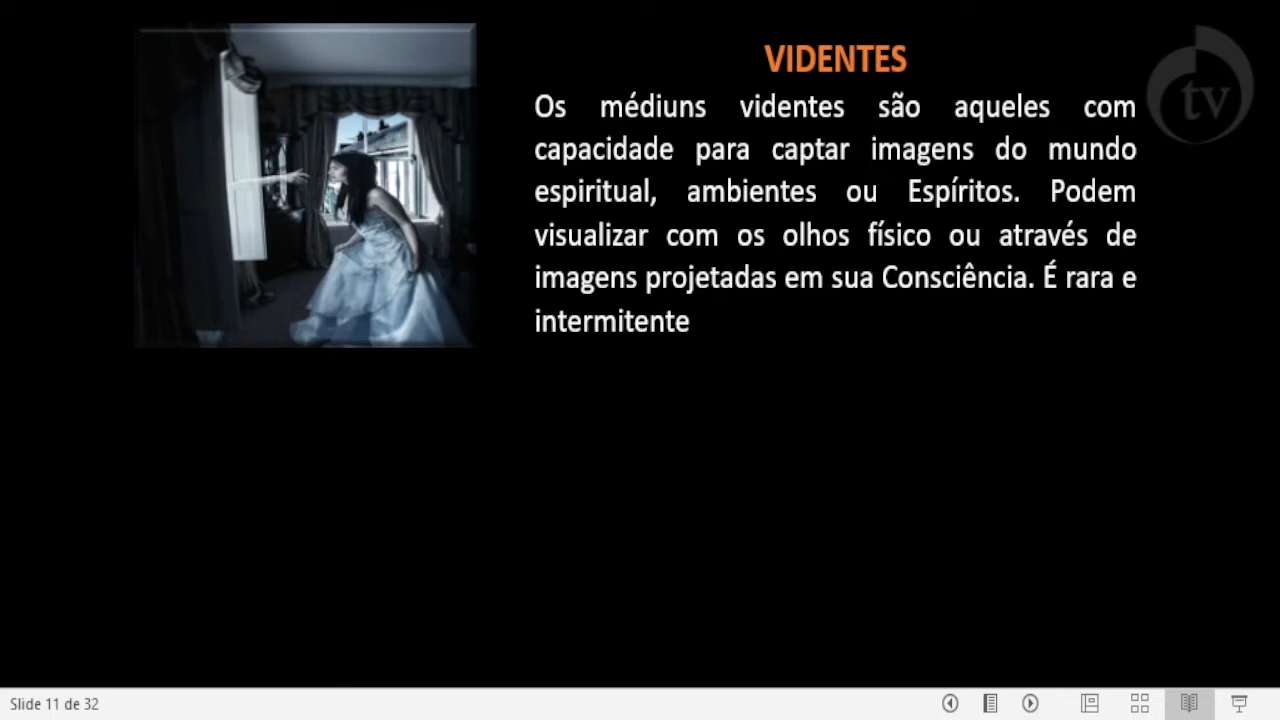 VIDENTES
Os médiuns videntes são aqueles com
capacidade para captar imagens do mundo
espiritual, ambientes ou Espíritos. Podem
visualizar com os olhos físico ou através de
imagens projetadas em sua Consciência. É rara e
intermitente
tv
Slide 11 de 32